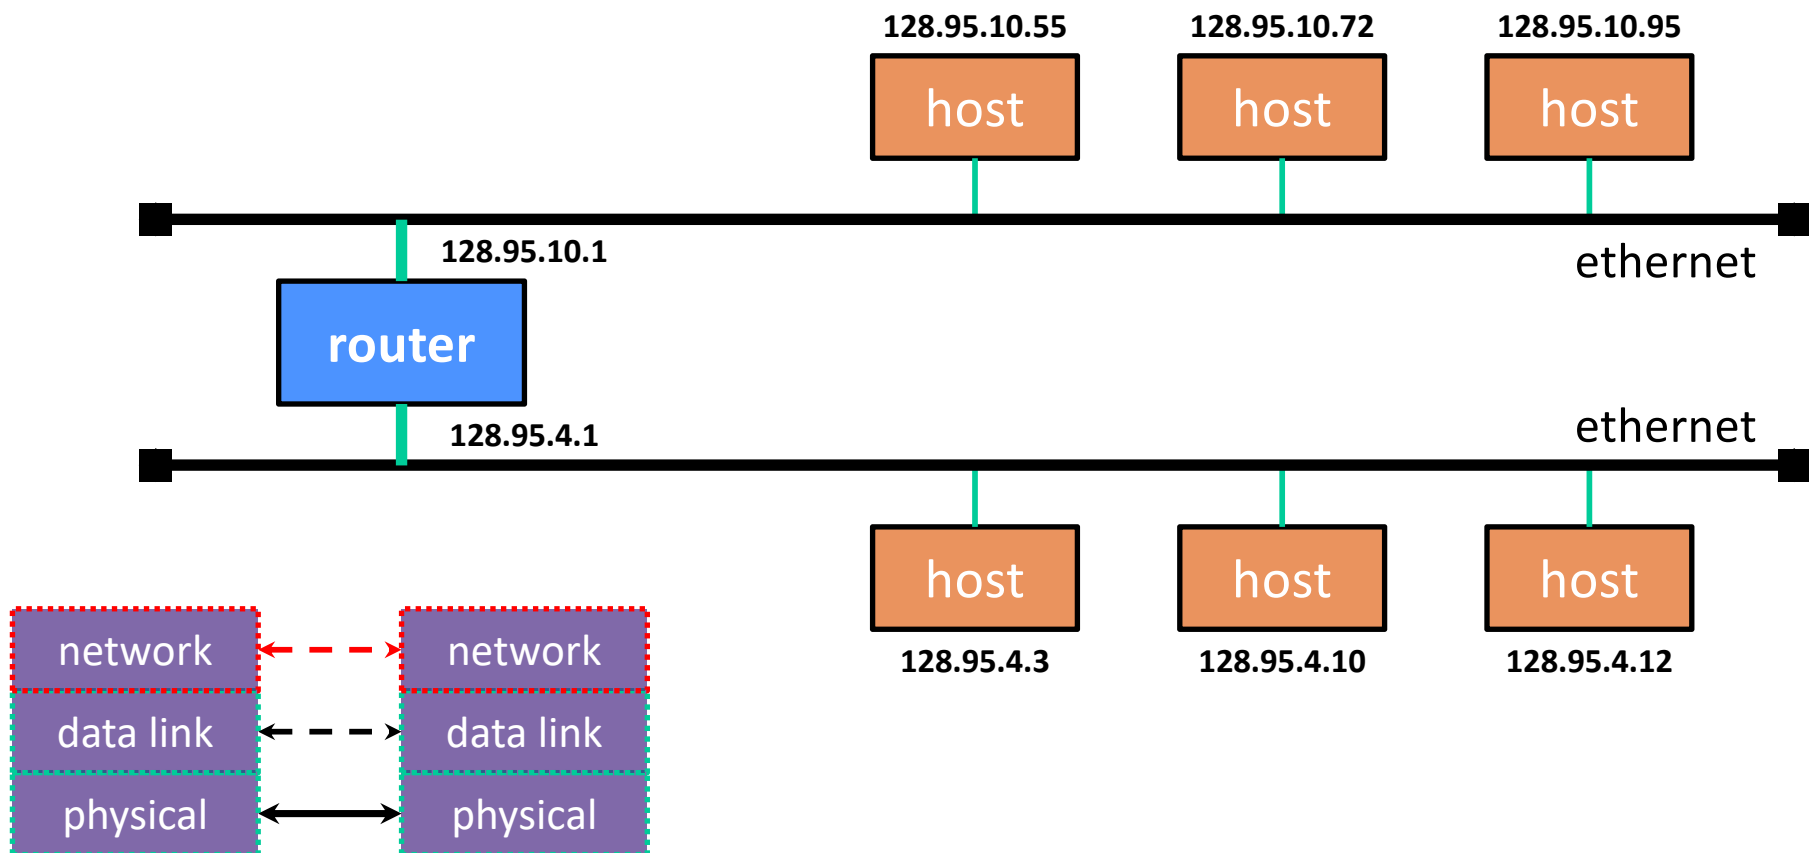 128.95.10.55 128.95.10.72 128.95.10.95
host host host
128.95.10.1
ethernet
router
128.95.4.1
ethernet
host host host
128.95.4.3 128.95.4.10 128.95.4.12
network network
data link data link
physical physical